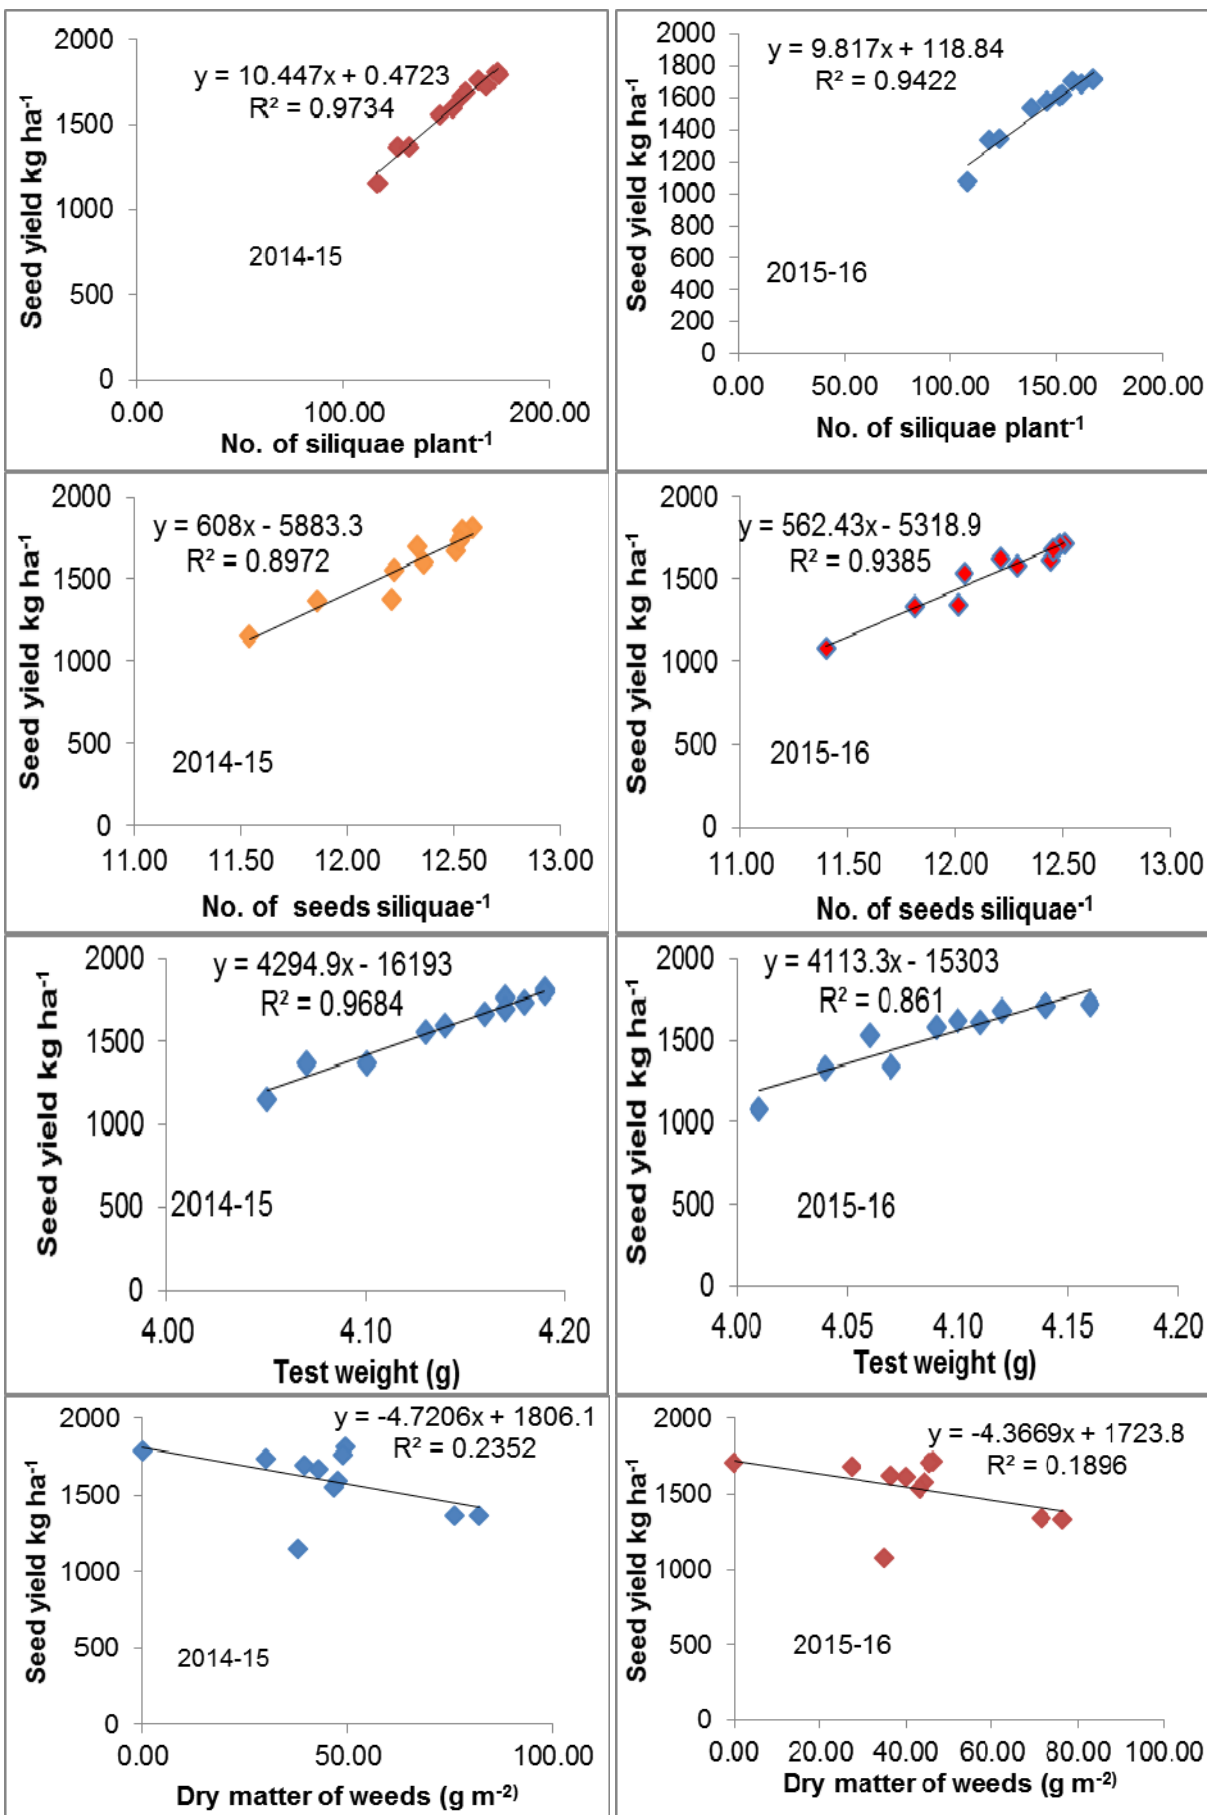 Seed yield kg ha⁻¹
2000
1500
1000
500
0
y = 10.447x + 0.4723
R² = 0.9734
2014-15
0.00 100.00 200.00
No. of siliquae plant⁻¹
Seed yield kg ha⁻¹
2000
1800
1600
1400
1200
1000
800
600
400
200
0
y = 9.817x + 118.84
R² = 0.9422
2015-16
0.00 50.00 100.00 150.00 200.00
No. of siliquae plant⁻¹
Seed yield kg ha⁻¹
2000
1500
1000
500
0
y = 608x - 5883.3
R² = 0.8972
2014-15
11.00 11.50 12.00 12.50 13.00
No. of seeds siliquae⁻¹
Seed yield kg ha⁻¹
2000
1500
1000
500
0
y = 562.43x - 5318.9
R² = 0.9385
2015-16
11.00 11.50 12.00 12.50 13.00
No. of seeds siliquae⁻¹
Seed yield kg ha⁻¹
2000
1500
1000
500
0
y = 4294.9x - 16193
R² = 0.9684
2014-15
4.00 4.10 4.20
Test weight (g)
Seed yield kg ha⁻¹
2000
1500
1000
500
0
y = 4113.3x - 15303
R² = 0.861
2015-16
4.00 4.05 4.10 4.15 4.20
Test weight (g)
Seed yield kg ha⁻¹
2000
1500
1000
500
0
y = -4.7206x + 1806.1
R² = 0.2352
2014-15
0.00 50.00 100.00
Dry matter of weeds (g m⁻²)
Seed yield kg ha⁻¹
2000
1500
1000
500
0
y = -4.3669x + 1723.8
R² = 0.1896
2015-16
0.00 20.00 40.00 60.00 80.00 100.00
Dry matter of weeds (g m⁻²)